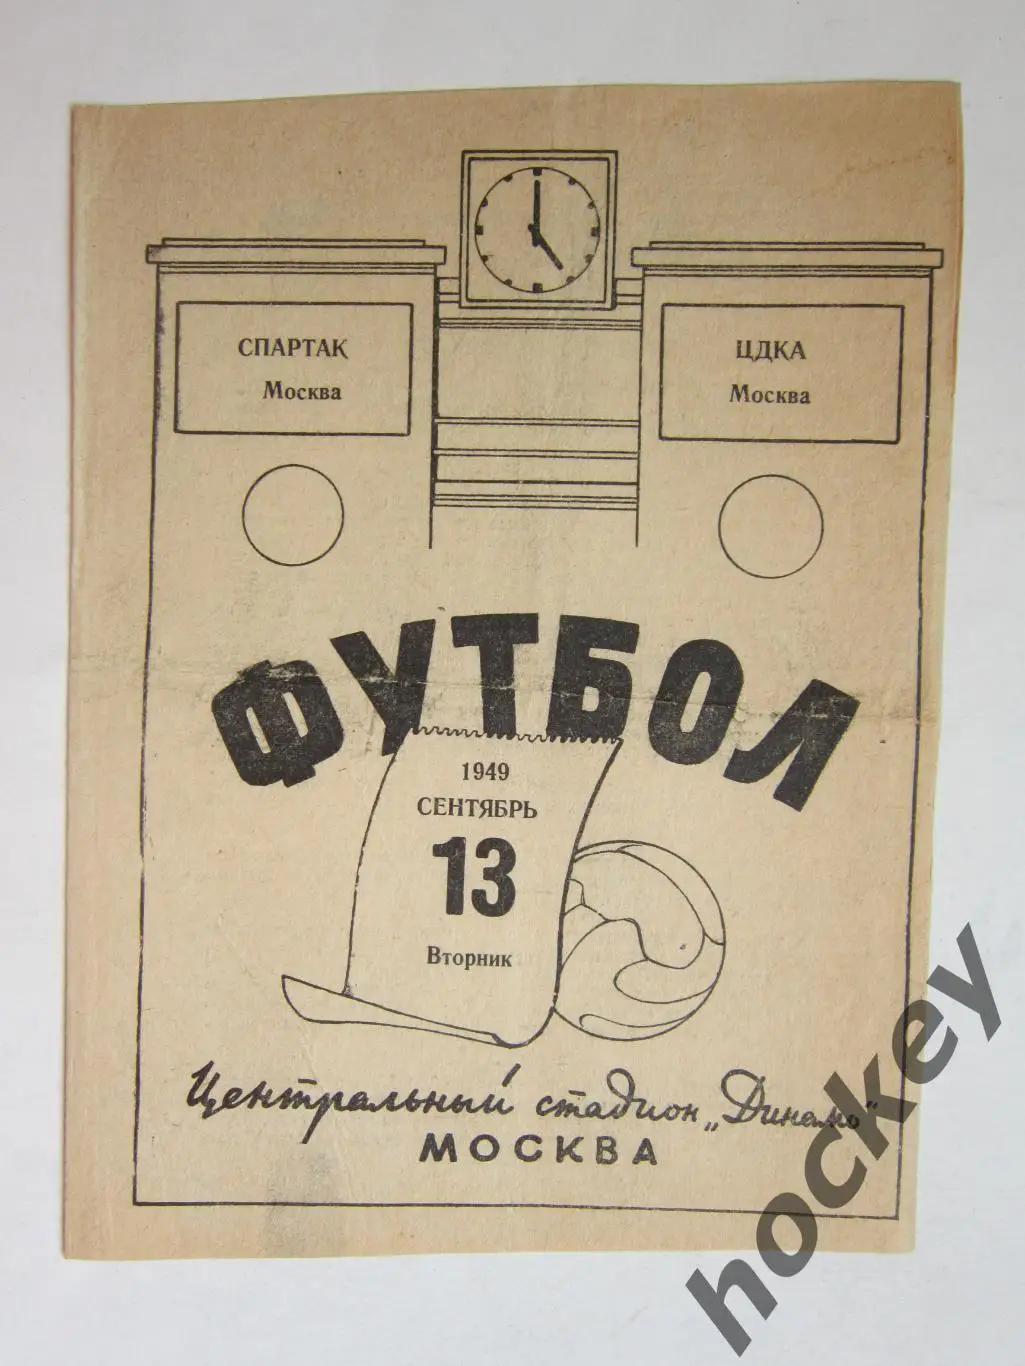 СПАРТАК
Москва
ЦДКА
Москва
ФУТБОЛ
1949
СЕНТЯБРЬ
13
Вторник
Центральный стадион „Динамо“
МОСКВА
hockey